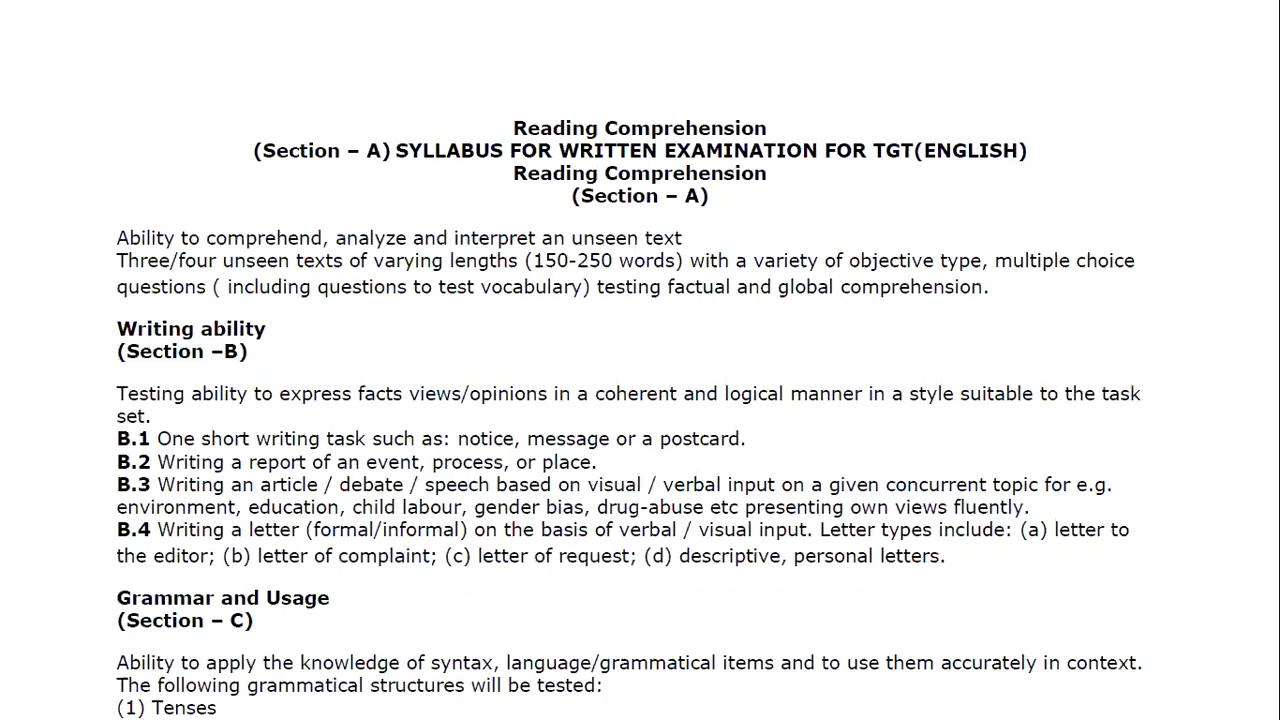 Reading Comprehension
(Section – A) SYLLABUS FOR WRITTEN EXAMINATION FOR TGT(ENGLISH)
Reading Comprehension
(Section – A)
Ability to comprehend, analyze and interpret an unseen text
Three/four unseen texts of varying lengths (150-250 words) with a variety of objective type, multiple choice
questions ( including questions to test vocabulary) testing factual and global comprehension.
Writing ability
(Section –B)
Testing ability to express facts views/opinions in a coherent and logical manner in a style suitable to the task
set.
B.1 One short writing task such as: notice, message or a postcard.
B.2 Writing a report of an event, process, or place.
B.3 Writing an article / debate / speech based on visual / verbal input on a given concurrent topic for e.g.
environment, education, child labour, gender bias, drug-abuse etc presenting own views fluently.
B.4 Writing a letter (formal/informal) on the basis of verbal / visual input. Letter types include: (a) letter to
the editor; (b) letter of complaint; (c) letter of request; (d) descriptive, personal letters.
Grammar and Usage
(Section – C)
Ability to apply the knowledge of syntax, language/grammatical items and to use them accurately in context.
The following grammatical structures will be tested:
(1) Tenses